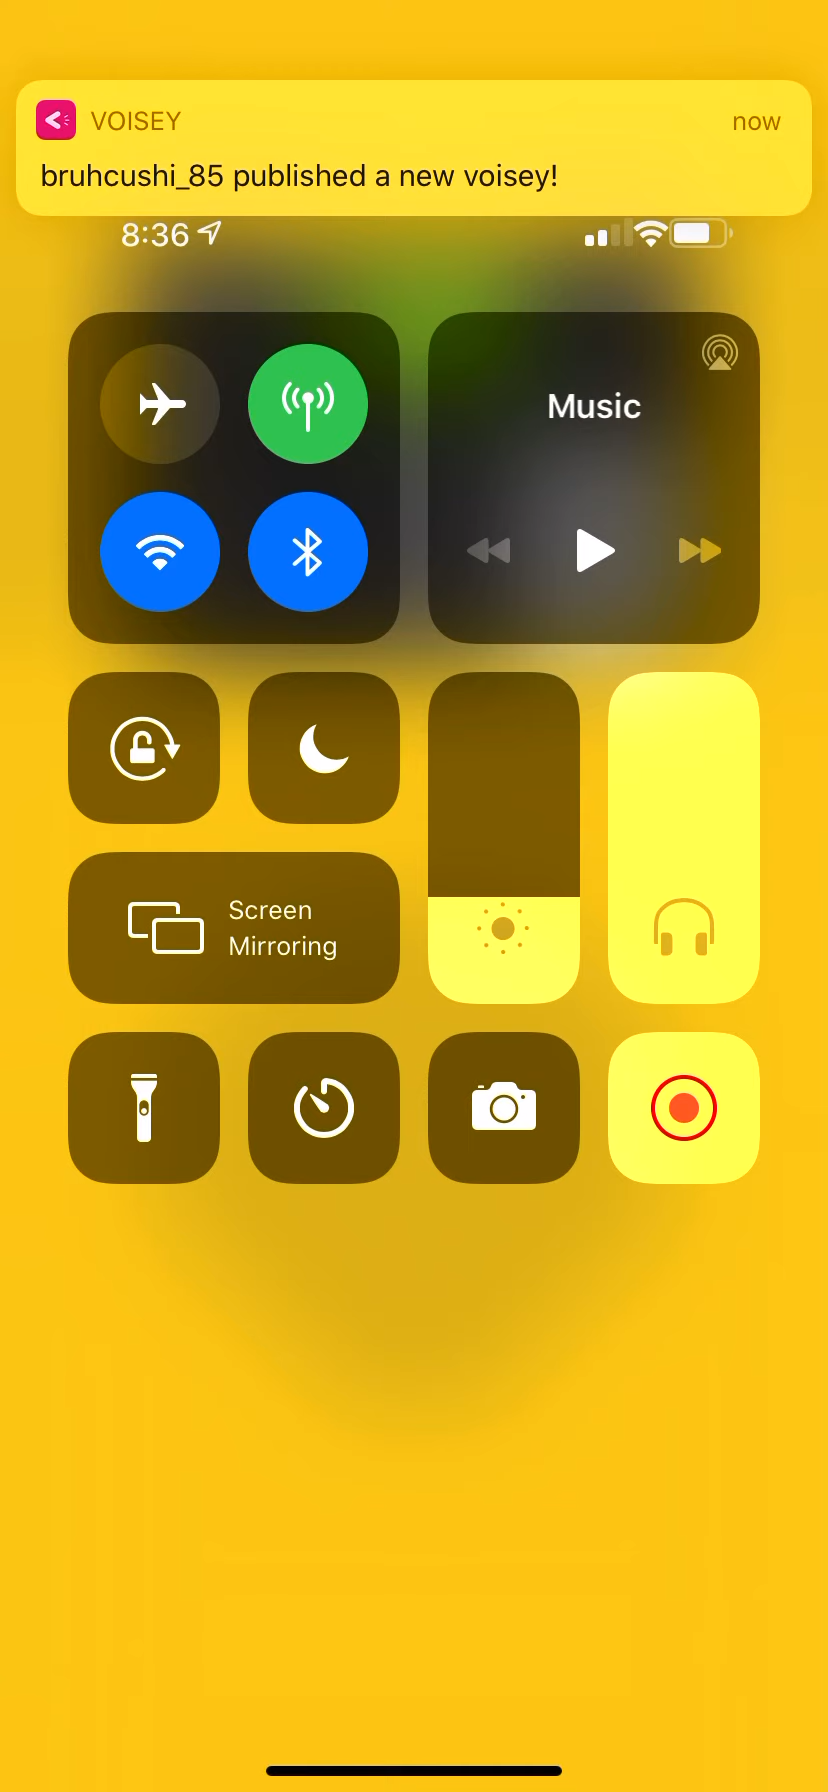 VOISEY
now
bruhcushi_85 published a new voisey!
8:36
Music
Screen
Mirroring